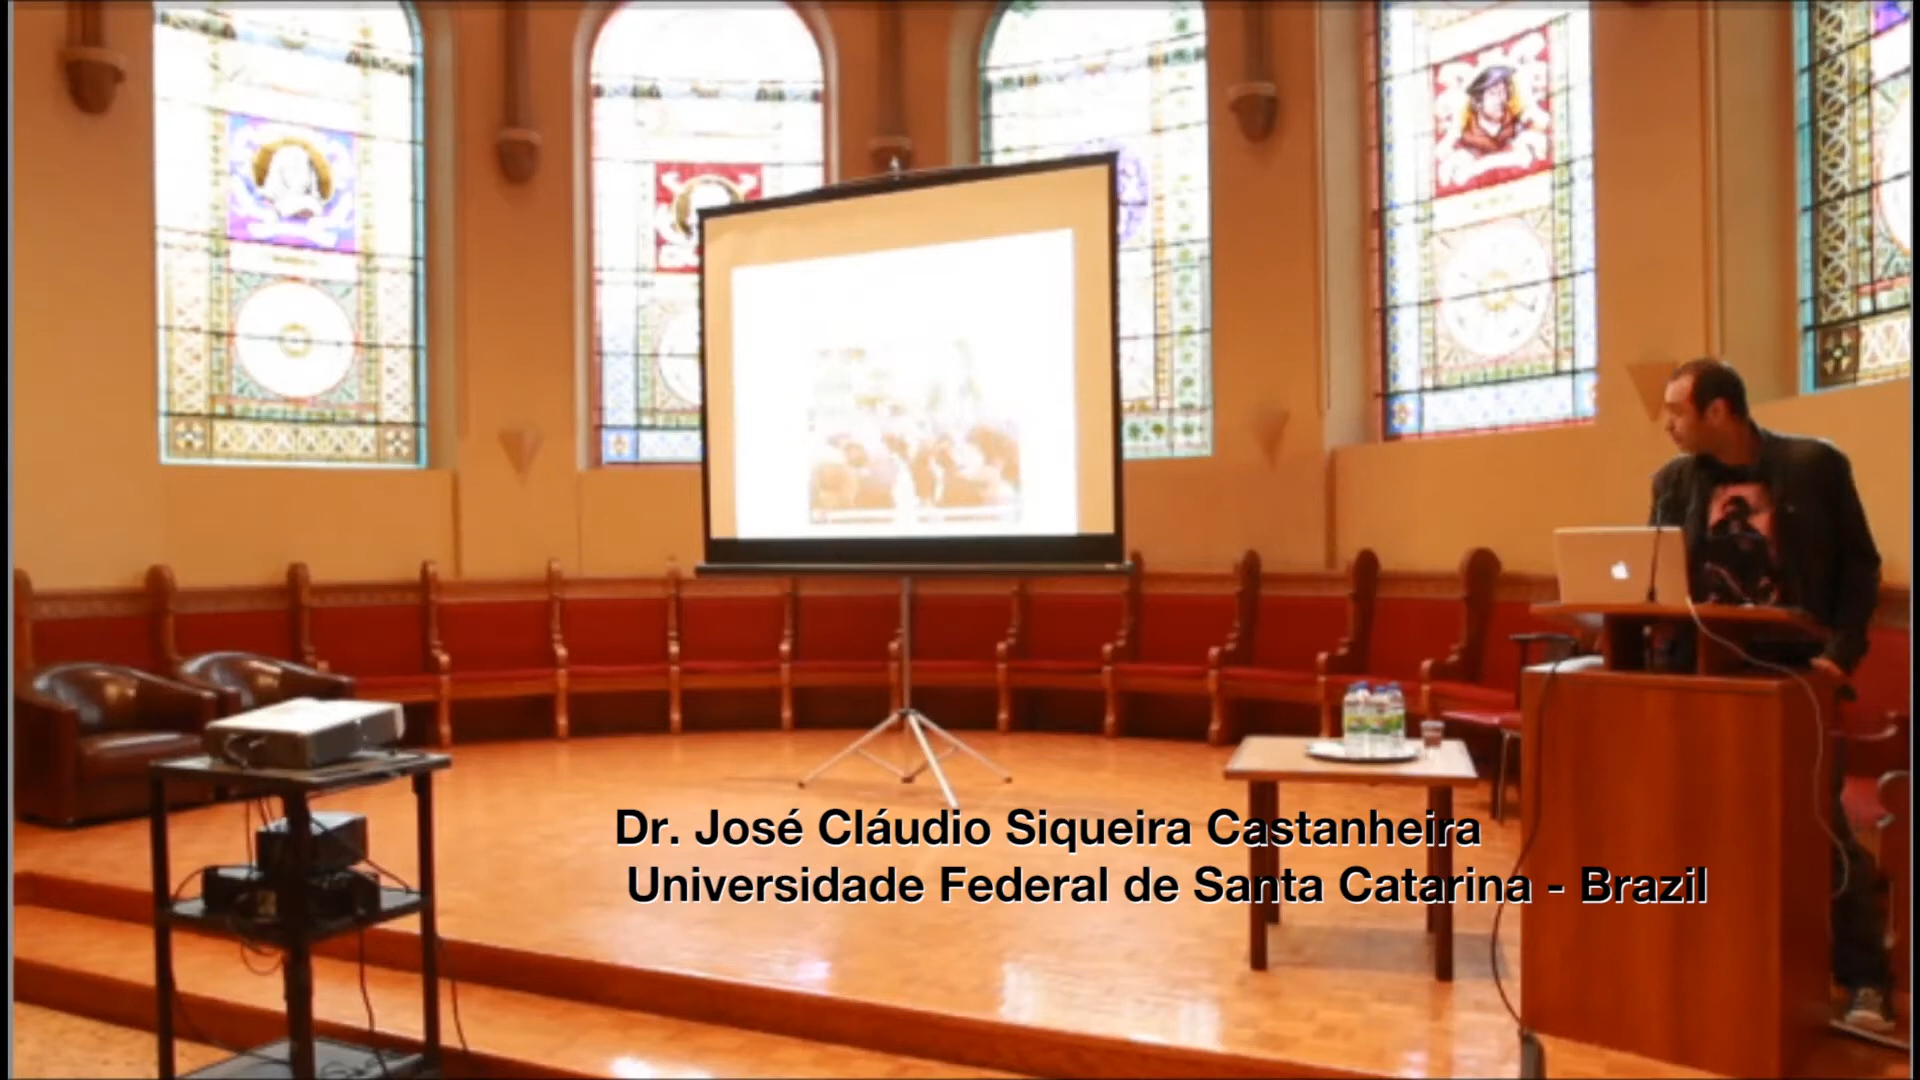 Dr. José Cláudio Siqueira Castanheira
Universidade Federal de Santa Catarina - Brazil